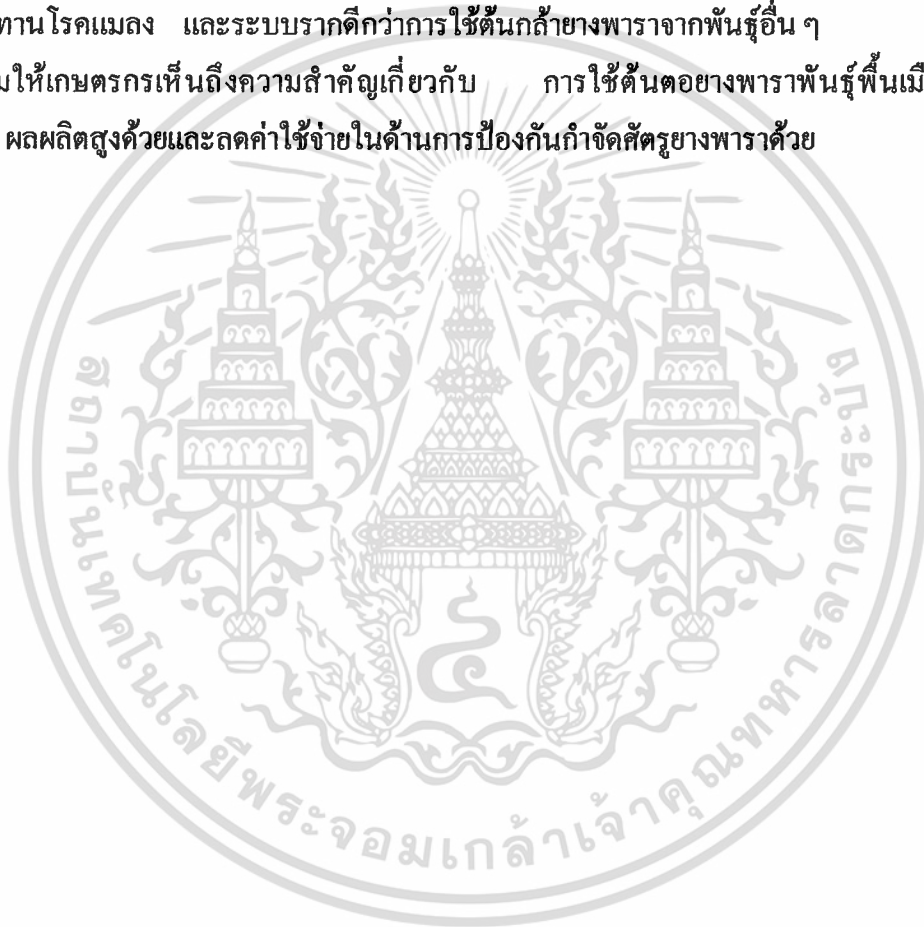 ทานโรคแมลง และระบบรากดีกว่าการใช้ต้นกล้ายางพาราจากพันธุ์อื่น ๆ
มให้เกษตรกรเห็นถึงความสำคัญเกี่ยวกับ การใช้ต้นตอยางพาราพันธุ์พื้นเมื
ผลผลิตสูงด้วยและลดค่าใช้จ่ายในด้านการป้องกันกำจัดศัตรูยางพาราด้วย
สถาบันเทคโนโลยีพระจอมเกล้าเจ้าคุณทหารลาดกระบัง